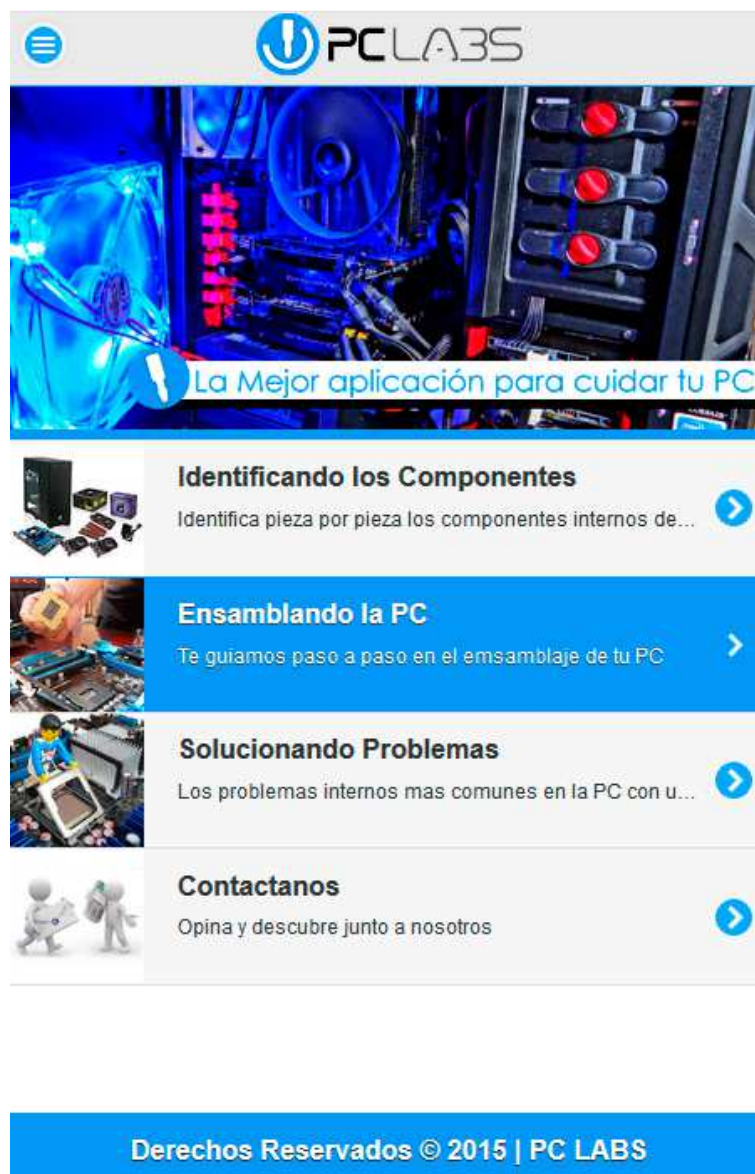 PCLABS
La Mejor aplicación para cuidar tu PC
Identificando los Componentes
Identifica pieza por pieza los componentes internos de...
Ensamblando la PC
Te guiamos paso a paso en el emsamblaje de tu PC
Solucionando Problemas
Los problemas internos mas comunes en la PC con u...
Contactanos
Opina y descubre junto a nosotros
Derechos Reservados © 2015 | PC LABS